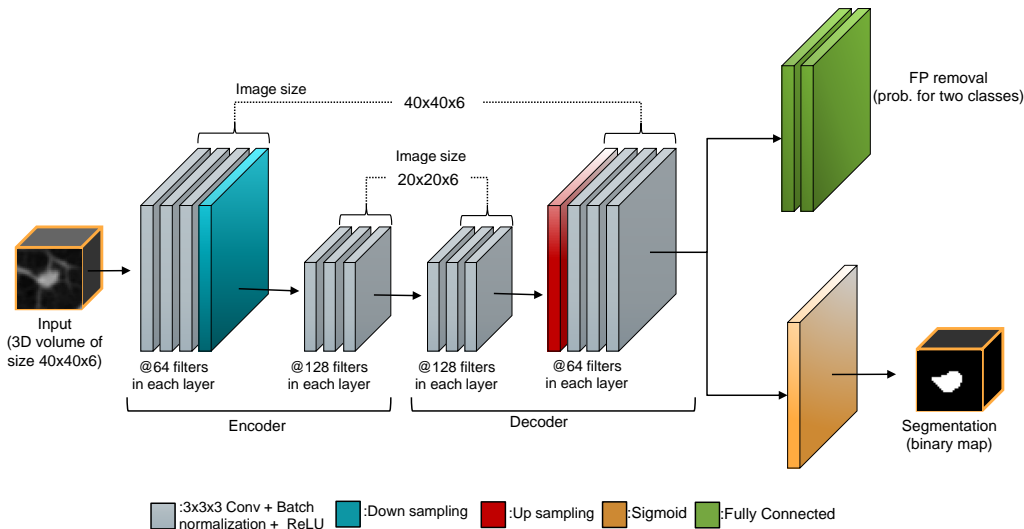 Image size
40x40x6
Image size
20x20x6
FP removal
(prob. for two classes)
Input
(3D volume of
size 40x40x6)
@64 filters
in each layer
@128 filters
in each layer
@128 filters
in each layer
@64 filters
in each layer
Encoder
Decoder
Segmentation
(binary map)
:3x3x3 Conv + Batch
normalization + ReLU
:Down sampling
:Up sampling
:Sigmoid
:Fully Connected